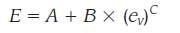 E = A + B × (eᵥ)ᶜ